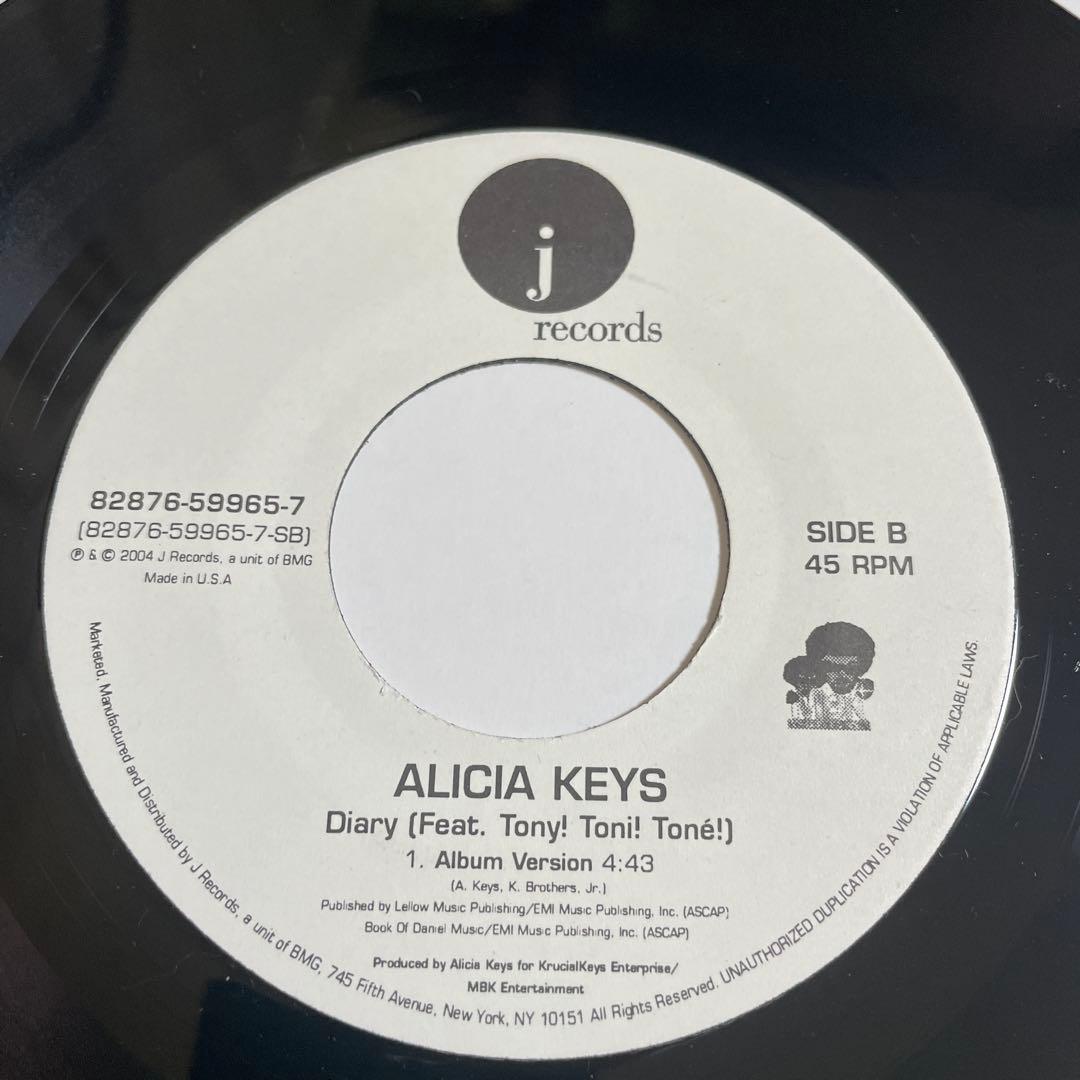 j
records
82876-59965-7
(82876-59965-7-SB)
℗ & © 2004 J Records, a unit of BMG
Made in U.S.A
SIDE B
45 RPM
MBK
ALICIA KEYS
Diary (Feat. Tony! Toni! Toné!)
1. Album Version 4:43
(A. Keys, K. Brothers, Jr.)
Published by Lellow Music Publishing/EMI Music Publishing, Inc. (ASCAP)
Book Of Daniel Music/EMI Music Publishing, Inc. (ASCAP)
Produced by Alicia Keys for KrucialKeys Enterprise/
MBK Entertainment
Marketed, Manufactured and Distributed by J Records, a unit of BMG, 745 Fifth Avenue, New York, NY 10151 All Rights Reserved. UNAUTHORIZED DUPLICATION IS A VIOLATION OF APPLICABLE LAWS.